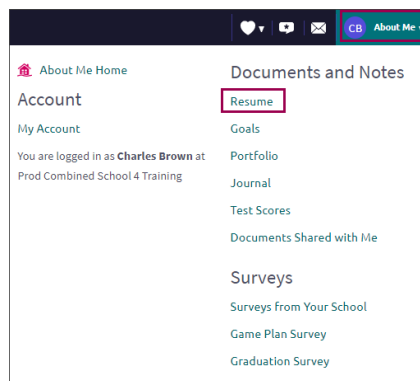 CB About Me
About Me Home
Account
My Account
You are logged in as Charles Brown at
Prod Combined School 4 Training
Documents and Notes
Resume
Goals
Portfolio
Journal
Test Scores
Documents Shared with Me
Surveys
Surveys from Your School
Game Plan Survey
Graduation Survey